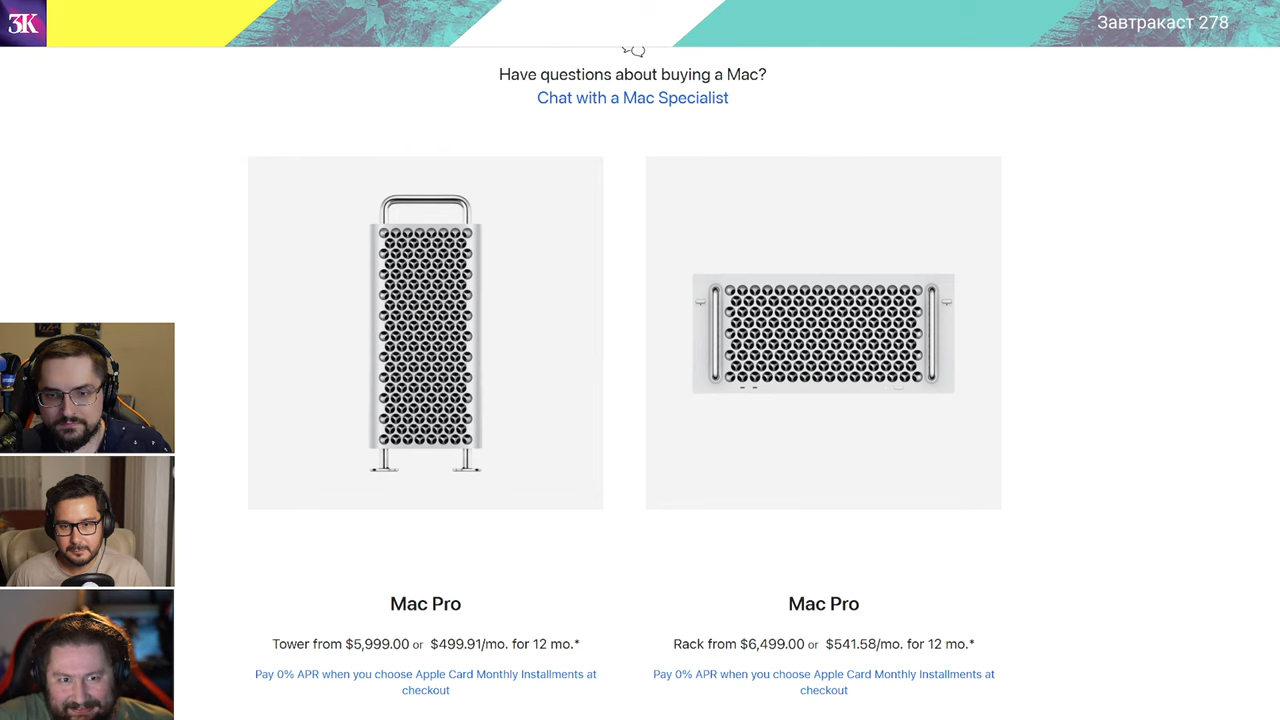 ЗК
Завтракаст 278
Have questions about buying a Mac?
Chat with a Mac Specialist
Mac Pro
Tower from $5,999.00 or $499.91/mo. for 12 mo.*
Pay 0% APR when you choose Apple Card Monthly Installments at
checkout
Mac Pro
Rack from $6,499.00 or $541.58/mo. for 12 mo.*
Pay 0% APR when you choose Apple Card Monthly Installments at
checkout